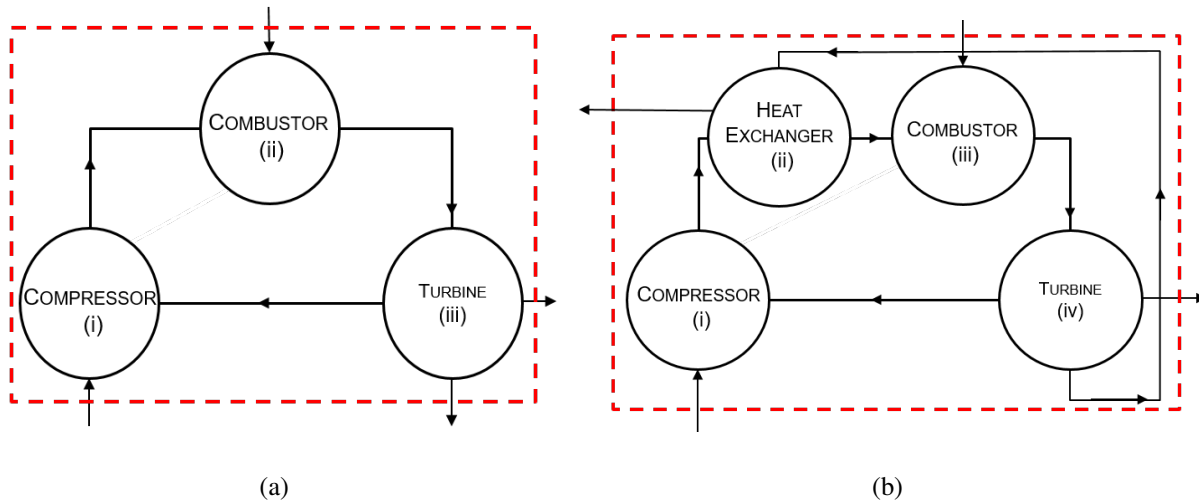 COMBUSTOR
(ii)
COMPRESSOR
(i)
TURBINE
(iii)
(a)
HEAT
EXCHANGER
(ii)
COMBUSTOR
(iii)
COMPRESSOR
(i)
TURBINE
(iv)
(b)